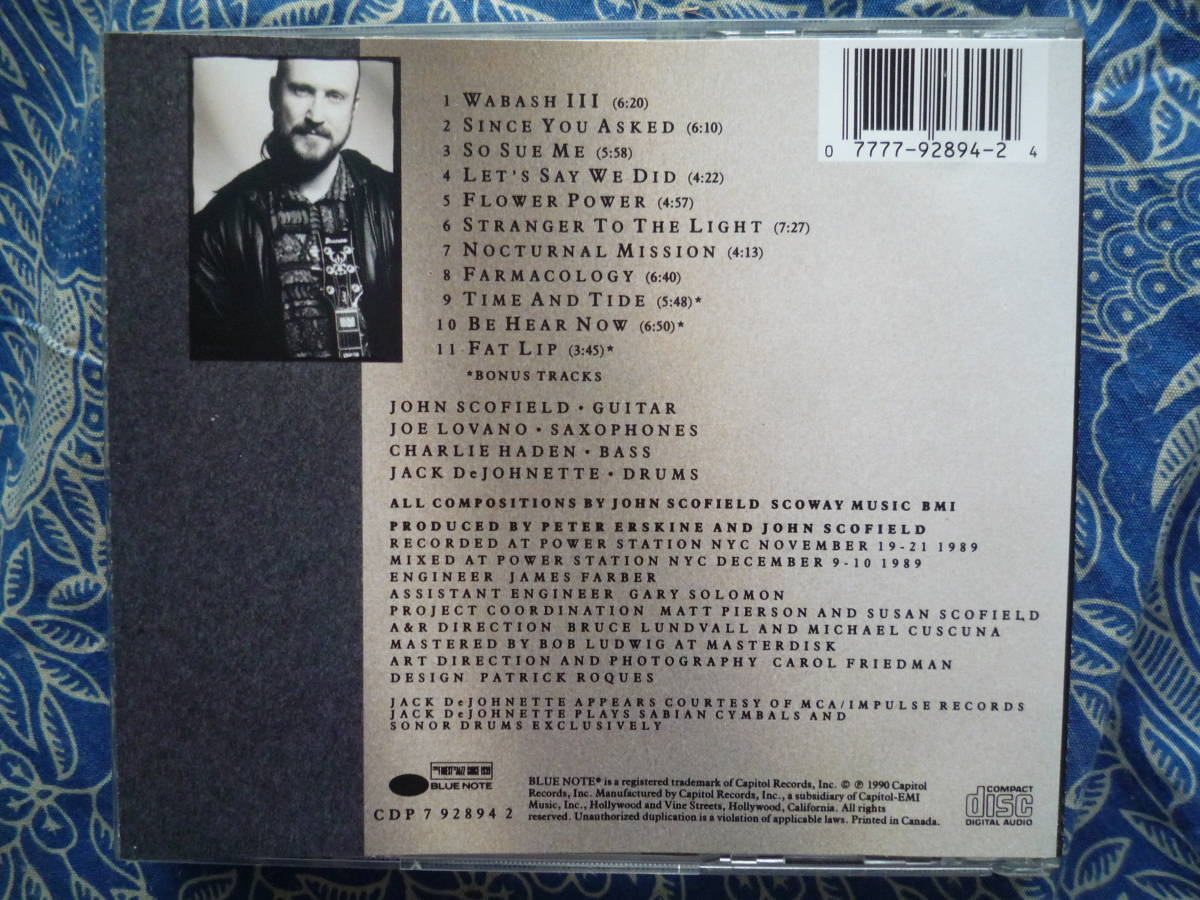 1 WABASH III (6:20)
2 SINCE YOU ASKED (6:10)
3 SO SUE ME (5:58)
4 LET'S SAY WE DID (4:22)
5 FLOWER POWER (4:57)
6 STRANGER TO THE LIGHT (7:27)
7 NOCTURNAL MISSION (4:13)
8 FARMACOLOGY (6:40)
9 TIME AND TIDE (5:48)*
10 BE HEAR NOW (6:50)*
11 FAT LIP (3:45)*
*BONUS TRACKS
0 7777-92894-2 4
Ibanez
JOHN SCOFIELD • GUITAR
JOE LOVANO • SAXOPHONES
CHARLIE HADEN • BASS
JACK DeJOHNETTE • DRUMS
ALL COMPOSITIONS BY JOHN SCOFIELD SCOWAY MUSIC BMI
PRODUCED BY PETER ERSKINE AND JOHN SCOFIELD
RECORDED AT POWER STATION NYC NOVEMBER 19-21 1989
MIXED AT POWER STATION NYC DECEMBER 9-10 1989
ENGINEER JAMES FARBER
ASSISTANT ENGINEER GARY SOLOMON
PROJECT COORDINATION MATT PIERSON AND SUSAN SCOFIELD
A&R DIRECTION BRUCE LUNDVALL AND MICHAEL CUSCUNA
MASTERED BY BOB LUDWIG AT MASTERDISK
ART DIRECTION AND PHOTOGRAPHY CAROL FRIEDMAN
DESIGN PATRICK ROQUES
JACK DeJOHNETTE APPEARS COURTESY OF MCA/IMPULSE RECORDS
JACK DeJOHNETTE PLAYS SABIAN CYMBALS AND
SONOR DRUMS EXCLUSIVELY
THE FINEST IN JAZZ SINCE 1939
BLUE NOTE
CDP 7 92894 2
BLUE NOTE® is a registered trademark of Capitol Records, Inc. © ℗ 1990 Capitol
Records, Inc. Manufactured by Capitol Records, Inc., a subsidiary of Capitol-EMI
Music, Inc., Hollywood and Vine Streets, Hollywood, California. All rights
reserved. Unauthorized duplication is a violation of applicable laws. Printed in Canada.
COMPACT
disc
DIGITAL AUDIO